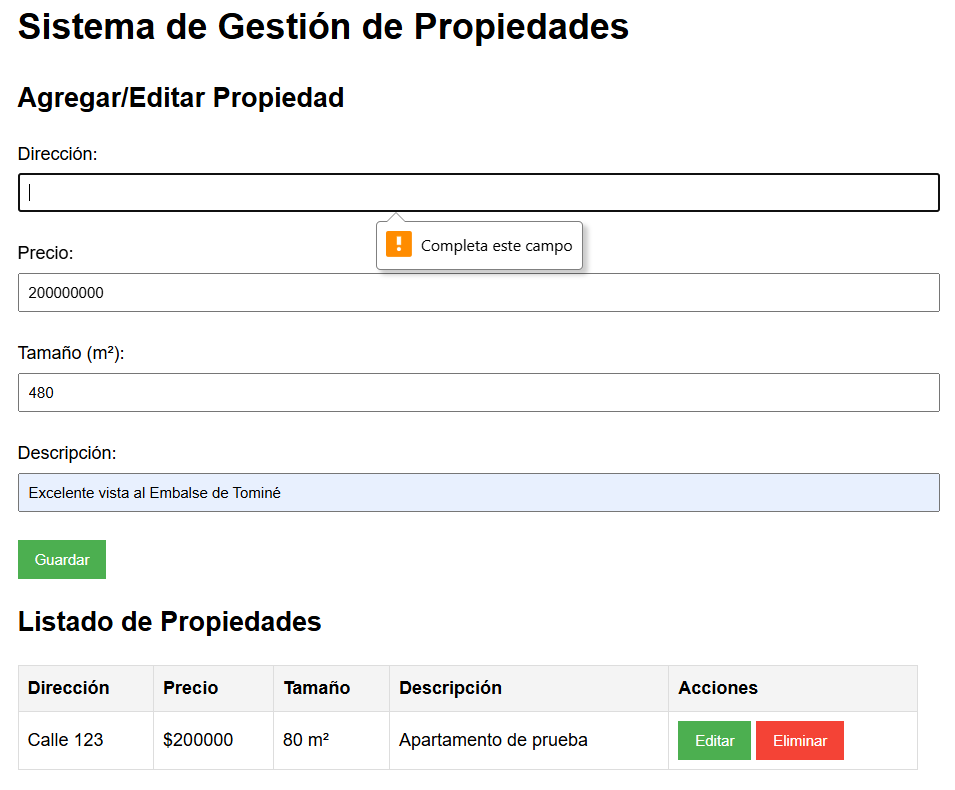 Sistema de Gestión de Propiedades
Agregar/Editar Propiedad
Dirección:
! Completa este campo
Precio:
200000000
Tamaño (m²):
480
Descripción:
Excelente vista al Embalse de Tominé
Guardar
Listado de Propiedades
Dirección Precio Tamaño Descripción Acciones
Calle 123 $200000 80 m² Apartamento de prueba Editar Eliminar